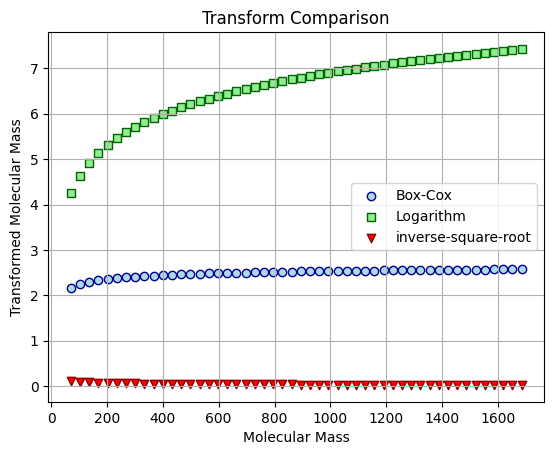 Transform Comparison
Transformed Molecular Mass
7
6
5
4
3
2
1
0
Box-Cox
Logarithm
inverse-square-root
0 200 400 600 800 1000 1200 1400 1600
Molecular Mass